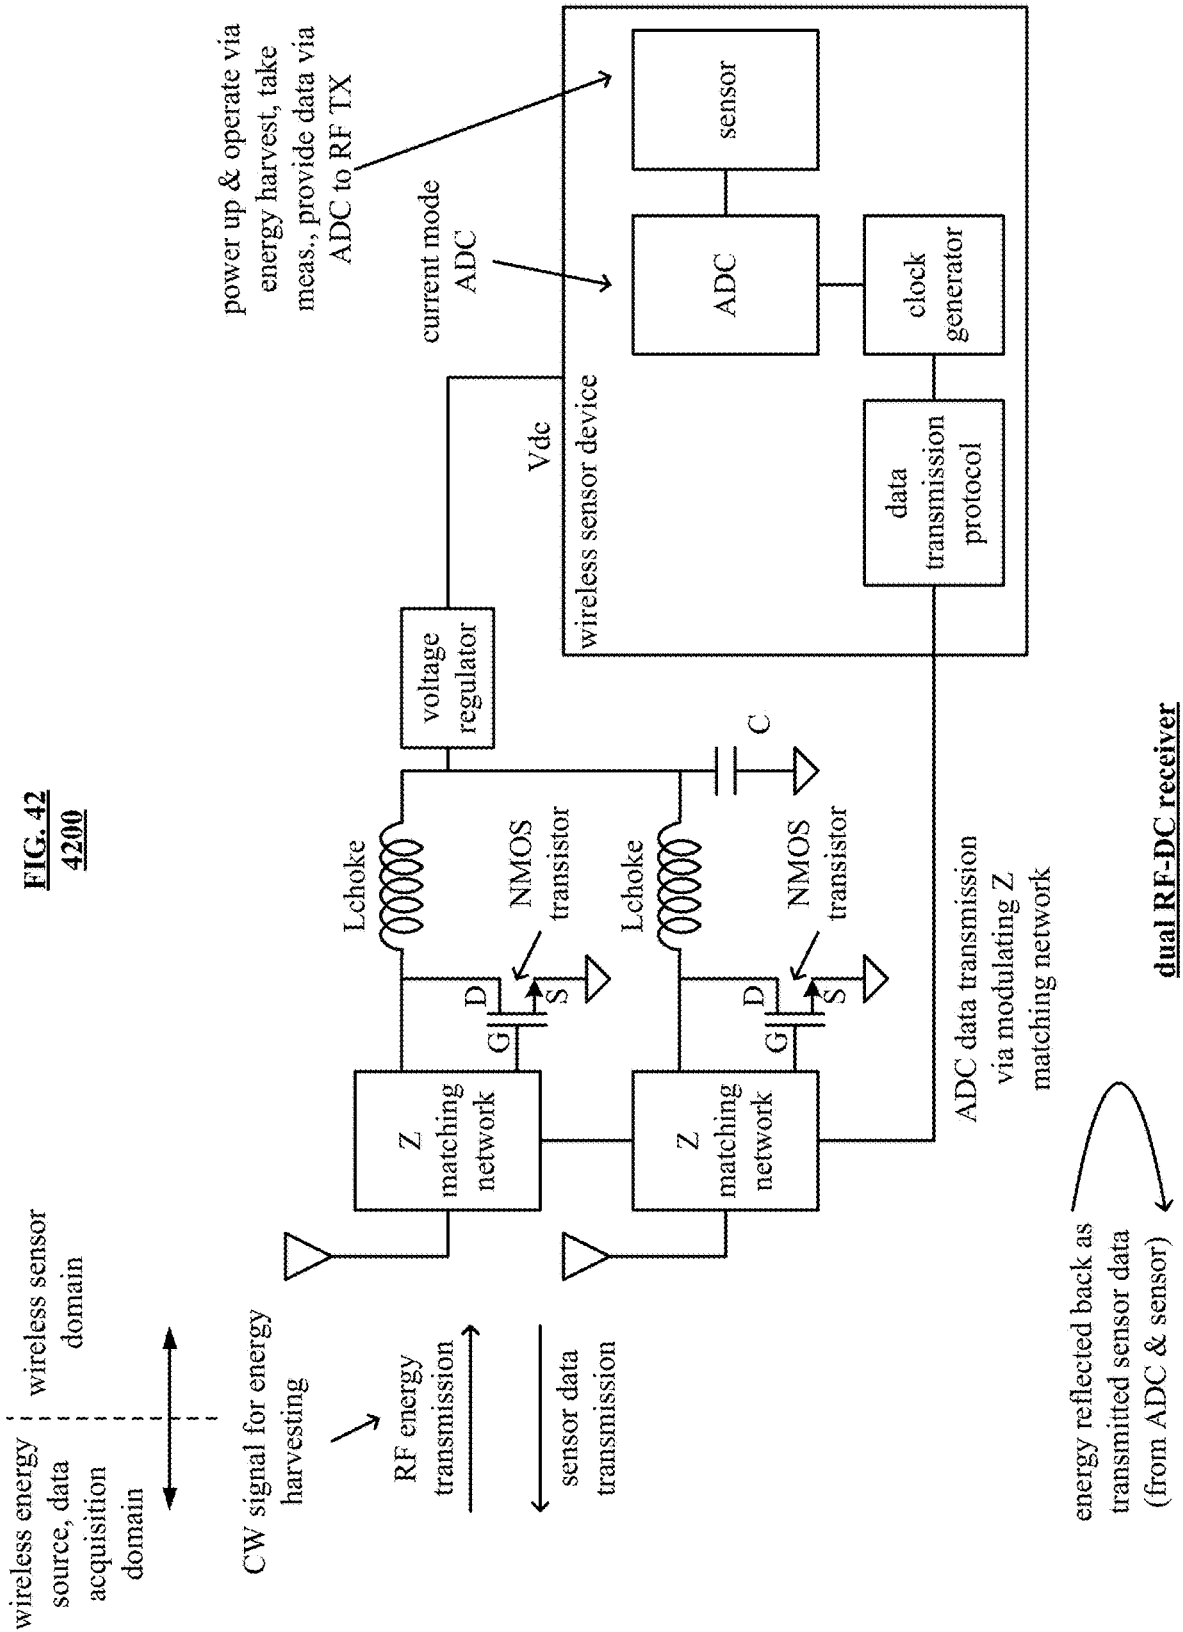 FIG. 42
4200
wireless energy
source, data
acquisition
domain
wireless sensor
domain
CW signal for energy
harvesting
RF energy
transmission
sensor data
transmission
Z
matching
network
G
D
S
Lchoke
NMOS
transistor
voltage
regulator
Z
matching
network
G
D
S
Lchoke
NMOS
transistor
C
Vdc
current mode
ADC
power up & operate via
energy harvest, take
meas., provide data via
ADC to RF TX
wireless sensor device
ADC
sensor
data
transmission
protocol
clock
generator
ADC data transmission
via modulating Z
matching network
energy reflected back as
transmitted sensor data
(from ADC & sensor)
dual RF-DC receiver